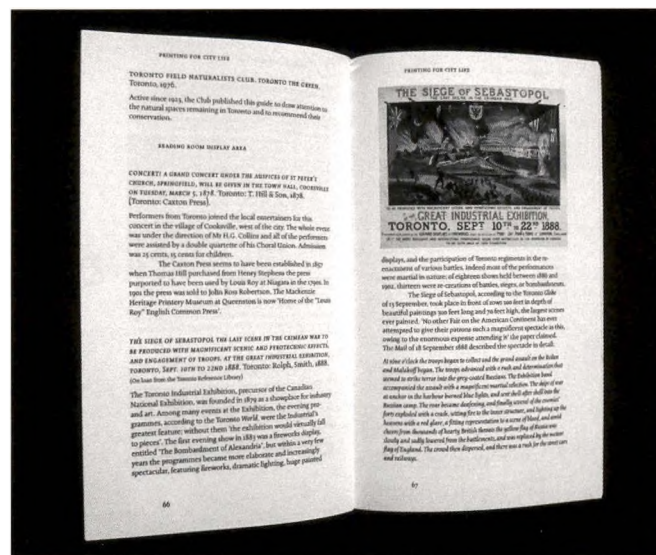 PRINTING FOR CITY LIFE
TORONTO FIELD NATURALISTS CLUB. TORONTO THE GREEN.
Toronto, 1976.
Active since 1923, the Club published this guide to draw attention to
the natural spaces remaining in Toronto and to recommend their
conservation.
READING ROOM DISPLAY AREA
CONCERT! A GRAND CONCERT UNDER THE AUSPICES OF ST PETER'S
CHURCH, SPRINGFIELD, WILL BE GIVEN IN THE TOWN HALL, COOKSVILLE
ON TUESDAY, MARCH 5, 1878. Toronto: T. Hill & Son, 1878.
(Toronto: Caxton Press).
Performers from Toronto joined the local entertainers for this
concert in the village of Cooksville, west of the city. The whole event
was under the direction of Mr H.G. Collins and all of the performers
were assisted by a double quartette of his Choral Union. Admission
was 25 cents, 15 cents for children.
The Caxton Press seems to have been established in 1857
when Thomas Hill purchased from Henry Stephens the press
purported to have been used by Louis Roy at Niagara in the 1790s. In
1901 the press was sold to John Ross Robertson. The Mackenzie
Heritage Printery Museum at Queenston is now 'Home of the "Louis
Roy" English Common Press'.
THE SIEGE OF SEBASTOPOL THE LAST SCENE IN THE CRIMEAN WAR TO
BE PRODUCED WITH MAGNIFICENT SCENIC AND PYROTECHNIC EFFECTS,
AND ENGAGEMENT OF TROOPS, AT THE GREAT INDUSTRIAL EXHIBITION,
TORONTO, SEPT. 10TH TO 22ND 1888. Toronto: Rolph, Smith, 1888.
(On loan from the Toronto Reference Library)
The Toronto Industrial Exhibition, precursor of the Canadian
National Exhibition, was founded in 1879 as a showplace for industry
and art. Among many events at the Exhibition, the evening pro-
grammes, according to the Toronto World, were the Industrial's
greatest feature; without them 'the exhibition would virtually fall
to pieces'. The first evening show in 1883 was a fireworks display,
entitled 'The Bombardment of Alexandria', but within a very few
years the programmes became more elaborate and increasingly
spectacular, featuring fireworks, dramatic lighting, huge painted
66
PRINTING FOR CITY LIFE
THE SIEGE OF SEBASTOPOL
THE LAST SCENE IN THE CRIMEAN WAR
GREAT INDUSTRIAL EXHIBITION,
TORONTO, SEPT 10TH TO 22ND 1888.
displays, and the participation of Toronto regiments in the re-
enactment of various battles. Indeed most of the performances
were martial in nature; of eighteen shows held between 1886 and
1902, thirteen were re-creations of battles, sieges, or bombardments.
The Siege of Sebastopol, according to the Toronto Globe
of 13 September, took place in front of rows 100 feet in depth of
beautiful paintings 300 feet long and 76 feet high, the largest scenes
ever painted. 'No other Fair on the American Continent has ever
attempted to give their patrons such a magnificent spectacle is this,
owing to the enormous expense attending it' the paper claimed.
The Mail of 18 September 1888 described the spectacle in detail.
At nine o'clock the troops began to collect and the grand assault on the Redan
and Malakoff began. The troops advanced with a rush and determination that
seemed to strike terror into the grey-coated Russians. The Exhibition band
accompanied the assault with a magnificent martial selection. The ships of war
at anchor in the harbour burned blue lights, and sent shell after shell into the
Russian camp. The roar became deafening, and finally several of the enemies'
forts exploded with a crash, setting fire to the inner structure, and lighting up the
heavens with a red glare, a fitting representation to a scene of blood, and amid
cheers from thousands of hearty British throats the yellow flag of Russia was
slowly and sadly lowered from the battlements, and was replaced by the meteor
flag of England. The crowd then dispersed, and there was a rush for the street cars
and railways.
67